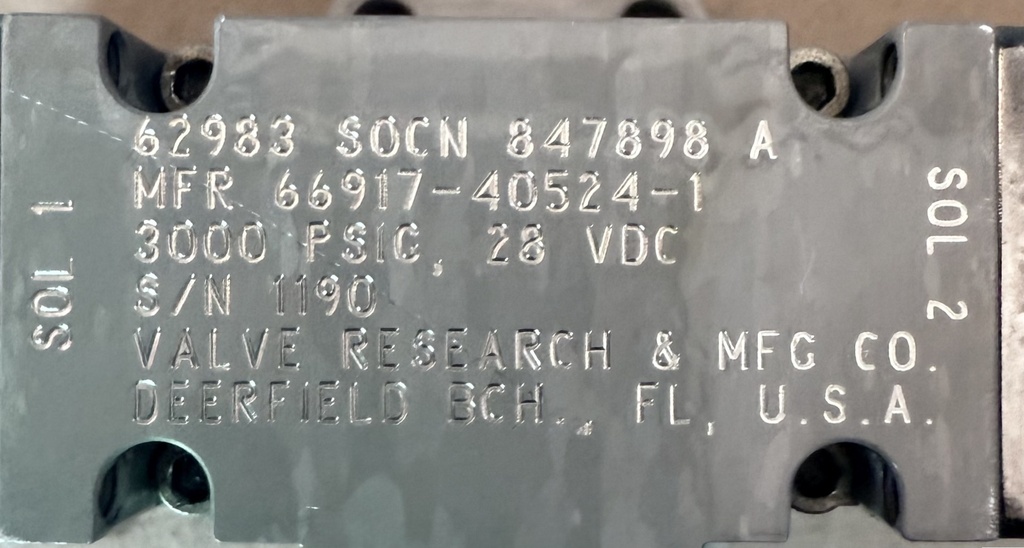 62983 SOCN 847898 A
MFR 66917-40524-1
3000 PSIG, 28 VDC
S/N 1190
VALVE RESEARCH & MFG CO.
DEERFIELD BCH., FL, U.S.A.
SOL 1
SOL 2